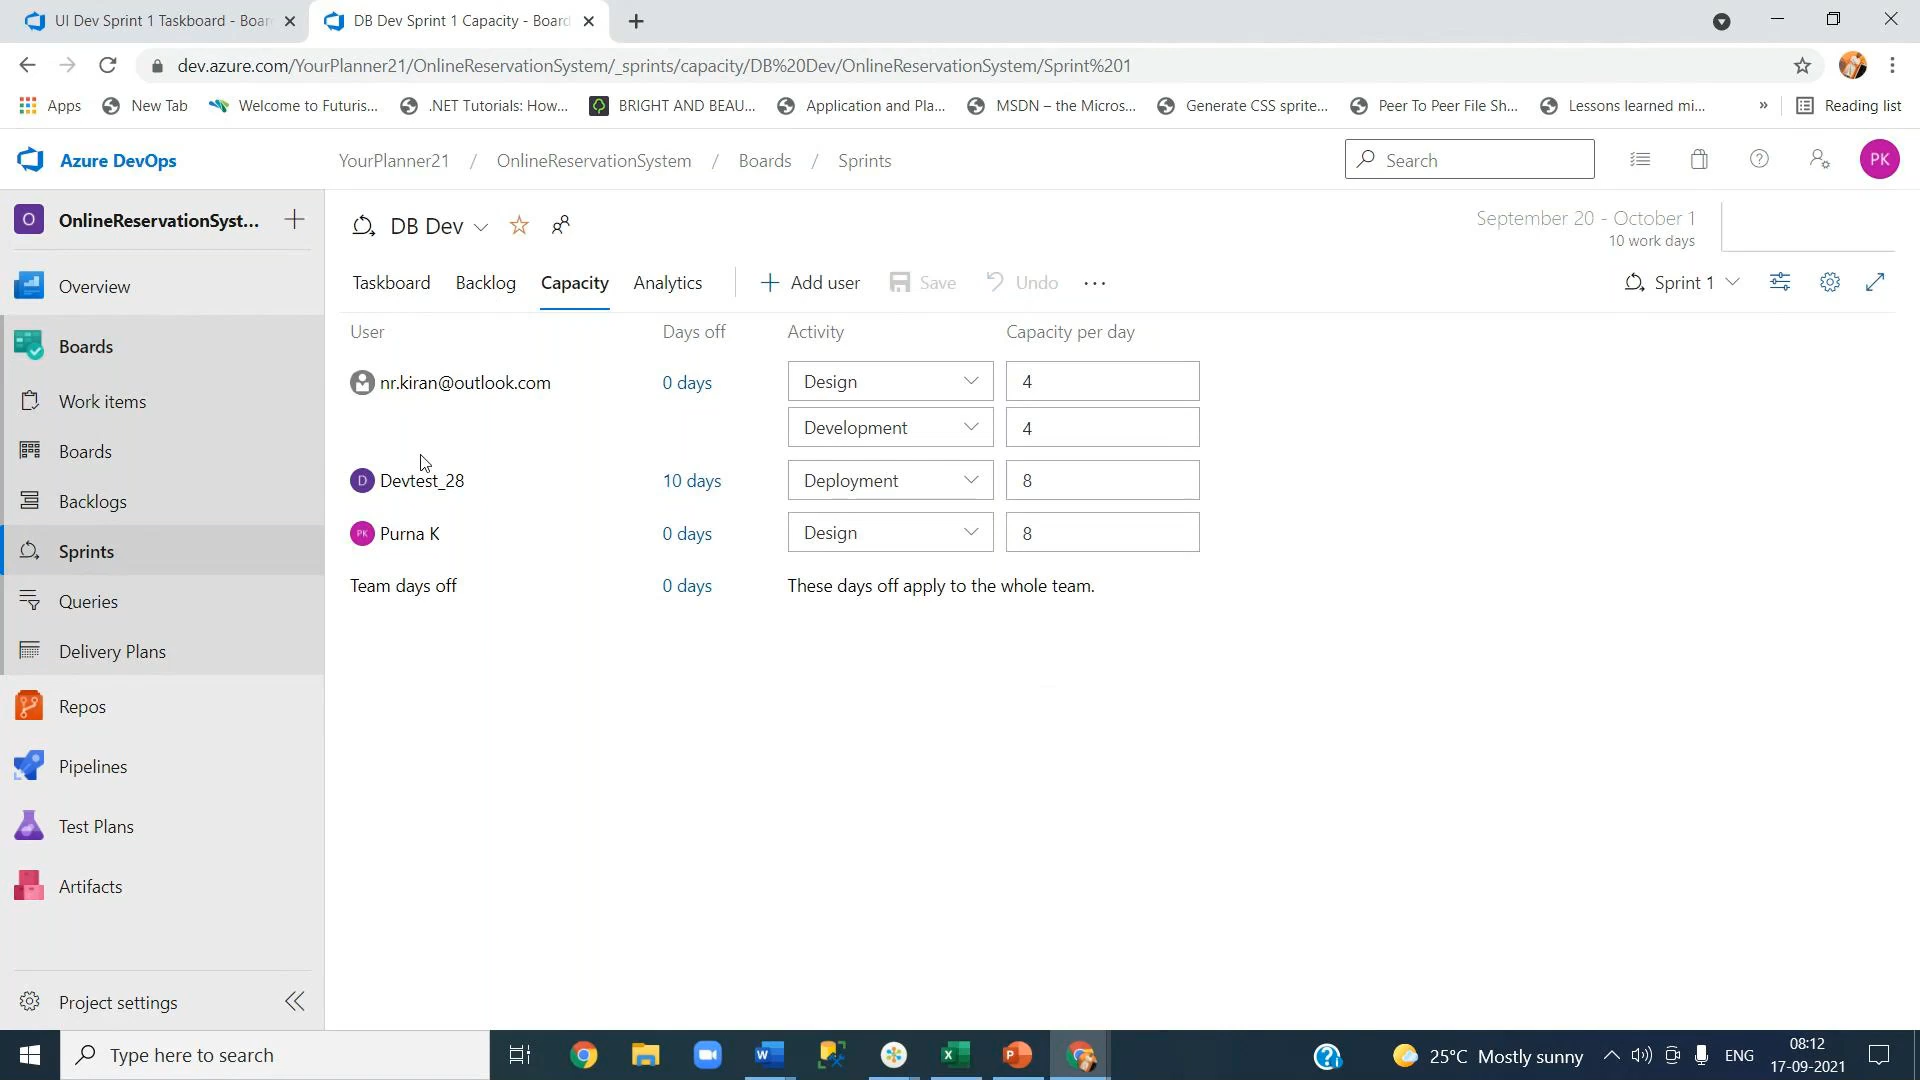 UI Dev Sprint 1 Taskboard - Boar
DB Dev Sprint 1 Capacity - Board
dev.azure.com/YourPlanner21/OnlineReservationSystem/_sprints/capacity/DB%20Dev/OnlineReservationSystem/Sprint%201
Apps New Tab Welcome to Futuris... .NET Tutorials: How... BRIGHT AND BEAU... Application and Pla... MSDN – the Micros... Generate CSS sprite... Peer To Peer File Sh... Lessons learned mi... » Reading list
Azure DevOps YourPlanner21 / OnlineReservationSystem / Boards / Sprints Search PK
O OnlineReservationSyst...
DB Dev
September 20 - October 1
10 work days
Overview
Taskboard Backlog Capacity Analytics Add user Save Undo ... Sprint 1
User Days off Activity Capacity per day
Boards
nr.kiran@outlook.com 0 days Design 4
Work items
Development 4
Boards
D Devtest_28 10 days Deployment 8
Backlogs
PK Purna K 0 days Design 8
Sprints
Team days off 0 days These days off apply to the whole team.
Queries
Delivery Plans
Repos
Pipelines
Test Plans
Artifacts
Project settings
Type here to search
25°C Mostly sunny
ENG
08:12
17-09-2021